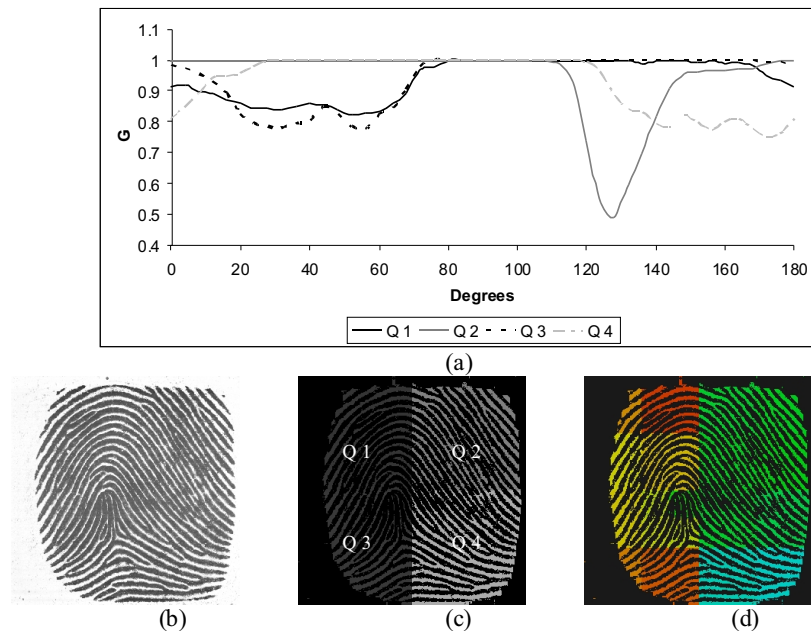 1.1
1
0.9
0.8
0.7
0.6
0.5
0.4
G
0 20 40 60 80 100 120 140 160 180
Degrees
Q 1 Q 2 Q 3 Q 4
(a)
Q 1 Q 2
Q 3 Q 4
(b) (c) (d)